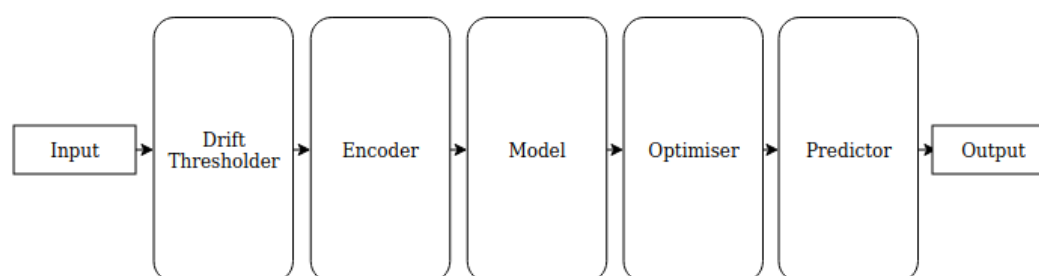 Input
Drift
Thresholder
Encoder
Model
Optimiser
Predictor
Output